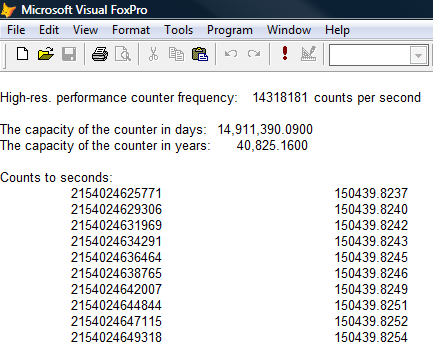 Microsoft Visual FoxPro
File Edit View Format Tools Program Window Help
High-res. performance counter frequency: 14318181 counts per second
The capacity of the counter in days: 14,911,390.0900
The capacity of the counter in years: 40,825.1600
Counts to seconds:
2154024625771 150439.8237
2154024629306 150439.8240
2154024631969 150439.8242
2154024634291 150439.8243
2154024636464 150439.8245
2154024638765 150439.8246
2154024642007 150439.8249
2154024644844 150439.8251
2154024647115 150439.8252
2154024649318 150439.8254